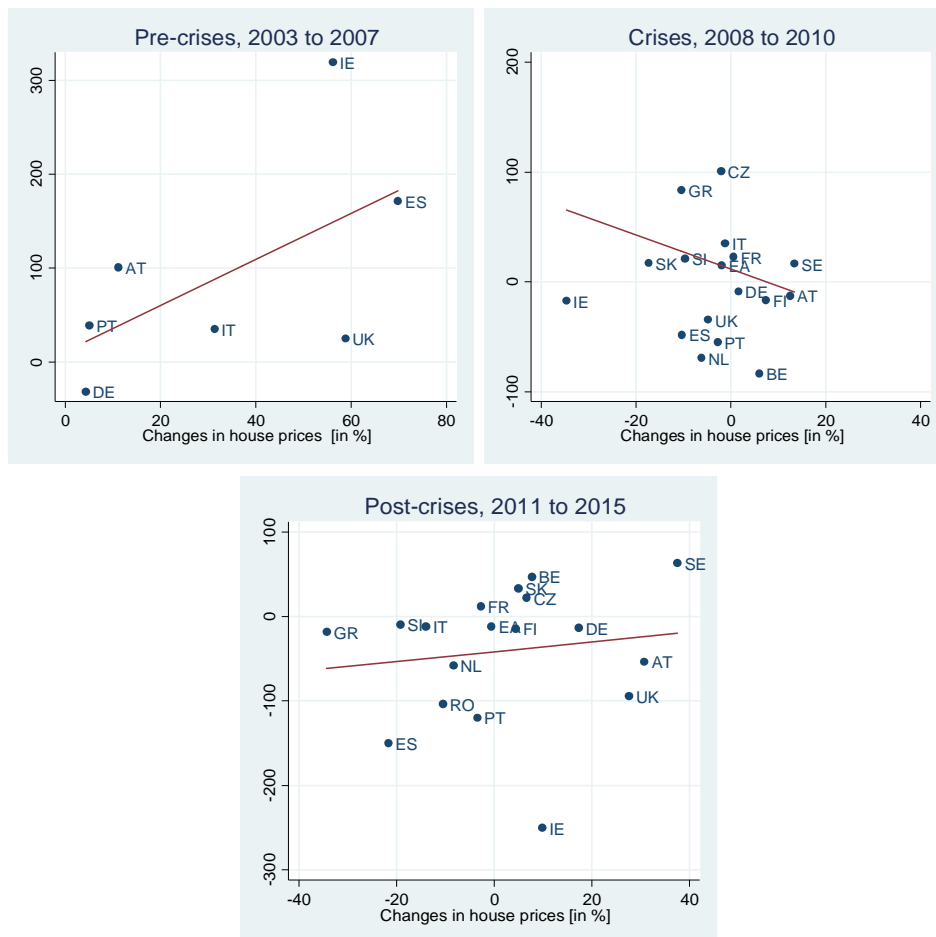 Pre-crises, 2003 to 2007
300
200
100
0
IE
ES
AT
PT
IT
UK
DE
0 20 40 60 80
Changes in house prices [in %]
Crises, 2008 to 2010
200
100
0
-100
CZ
GR
IT
FR
SK
SI
EA
SE
IE
DE
FI
AT
UK
ES
PT
NL
BE
-40 -20 0 20 40
Changes in house prices [in %]
Post-crises, 2011 to 2015
100
0
-100
-200
-300
SE
BE
SK
CZ
FR
GR
SI
IT
EA
FI
DE
NL
AT
UK
RO
PT
ES
IE
-40 -20 0 20 40
Changes in house prices [in %]